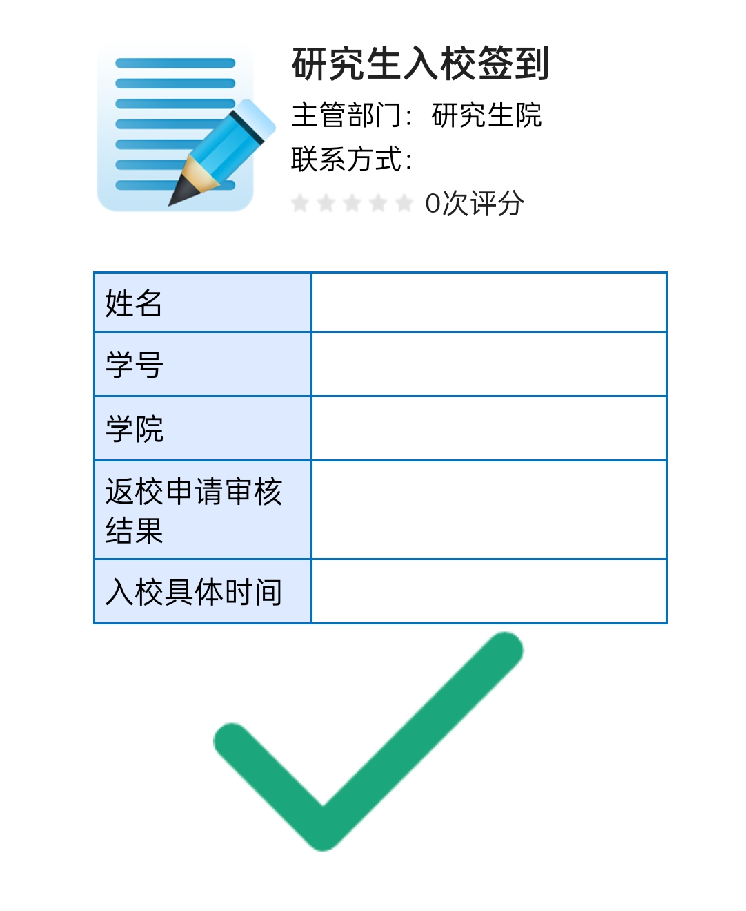 研究生入校签到
主管部门：研究生院
联系方式：
0次评分
姓名
学号
学院
返校申请审核
结果
入校具体时间